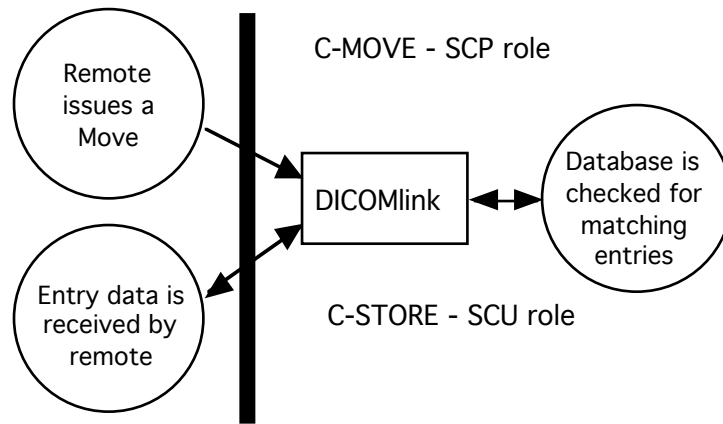 C-MOVE - SCP role
Remote
issues a
Move
DICOMlink
Database is
checked for
matching
entries
Entry data is
received by
remote
C-STORE - SCU role